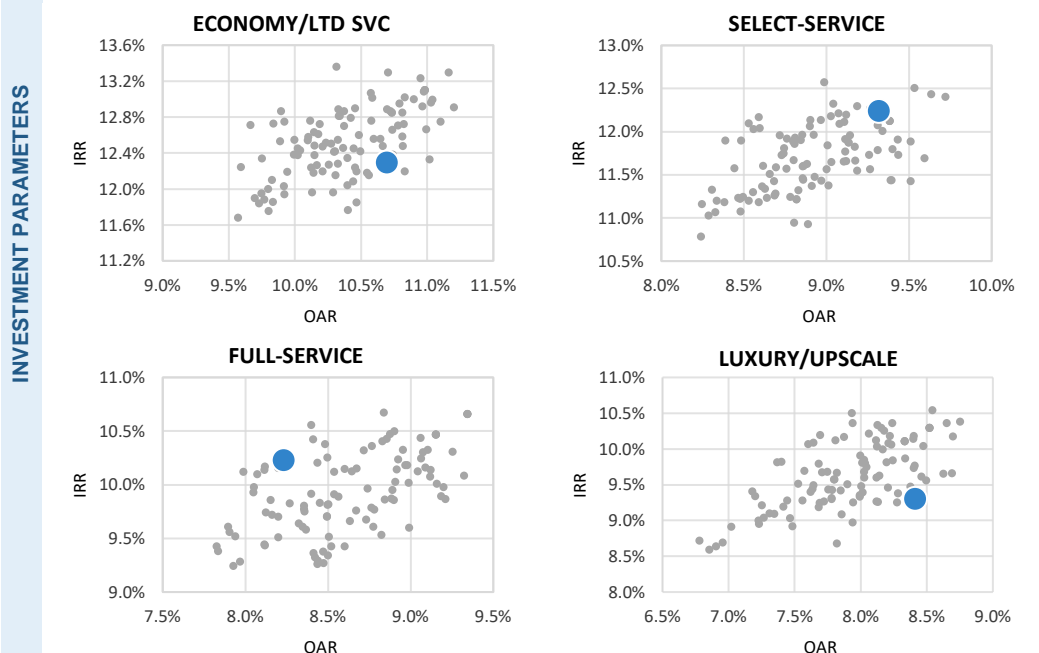 INVESTMENT PARAMETERS
ECONOMY/LTD SVC
13.6%
13.2%
12.8%
12.4%
12.0%
11.6%
11.2%
IRR
9.0% 9.5% 10.0% 10.5% 11.0% 11.5%
OAR
SELECT-SERVICE
13.0%
12.5%
12.0%
11.5%
11.0%
10.5%
IRR
8.0% 8.5% 9.0% 9.5% 10.0%
OAR
FULL-SERVICE
11.0%
10.5%
10.0%
9.5%
9.0%
IRR
7.5% 8.0% 8.5% 9.0% 9.5%
OAR
LUXURY/UPSCALE
11.0%
10.5%
10.0%
9.5%
9.0%
8.5%
8.0%
IRR
6.5% 7.0% 7.5% 8.0% 8.5% 9.0%
OAR